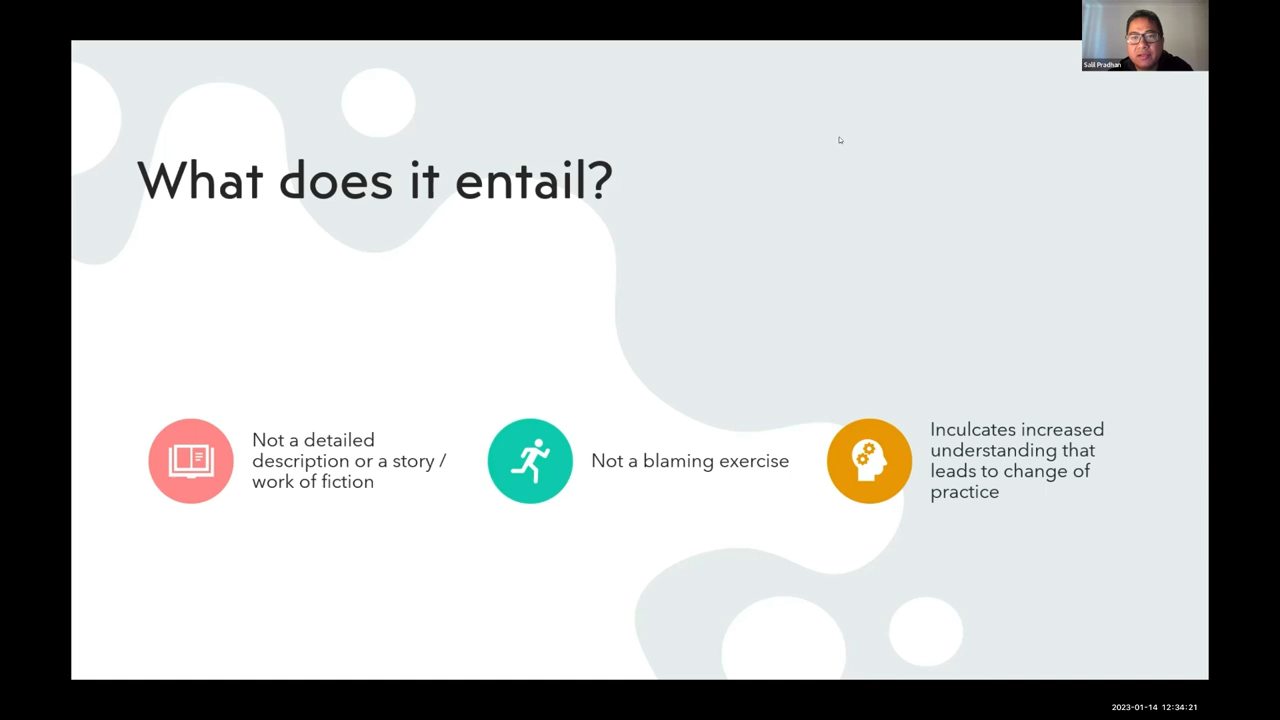 Salil Pradhan
What does it entail?
Not a detailed
description or a story /
work of fiction
Not a blaming exercise
Inculcates increased
understanding that
leads to change of
practice
2023-01-14 12:34:21